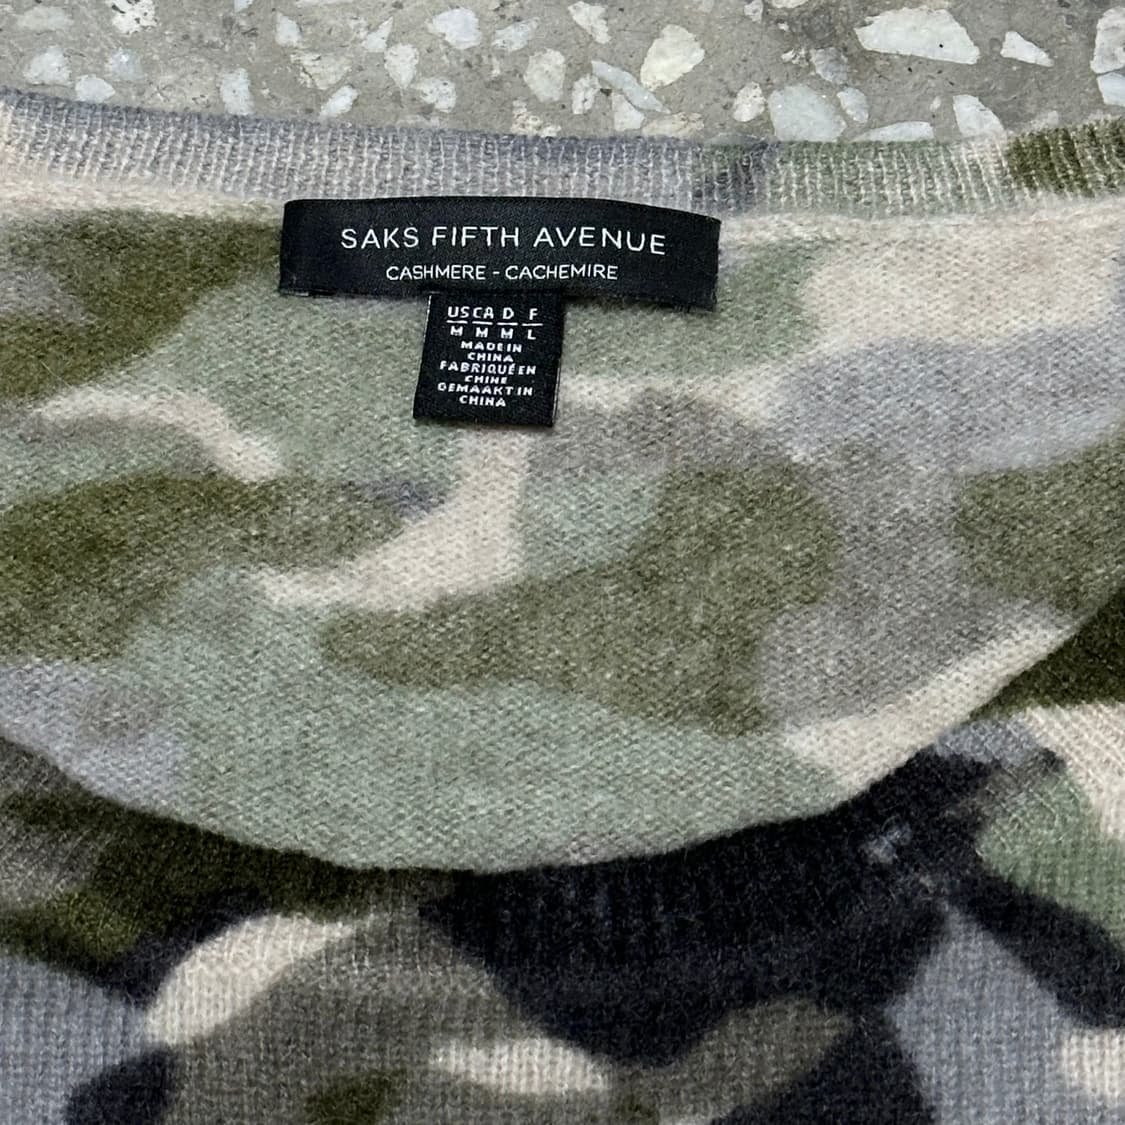 SAKS FIFTH AVENUE
CASHMERE - CACHEMIRE
US CA D F
M M M L
MADE IN
CHINA
FABRIQUÉ EN
CHINE
GEMAAKT IN
CHINA